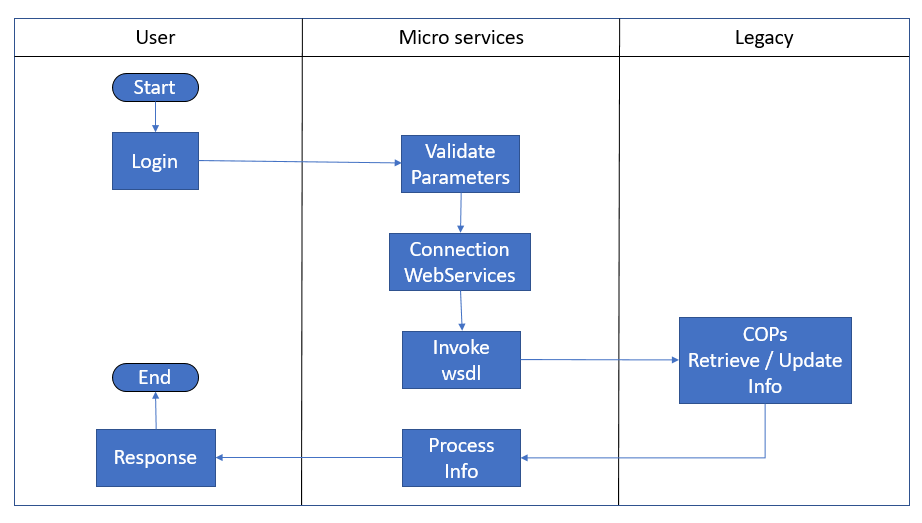 User
Micro services
Legacy
Start
Login
Validate
Parameters
Connection
WebServices
Invoke
wsdl
COPs
Retrieve / Update
Info
Process
Info
Response
End